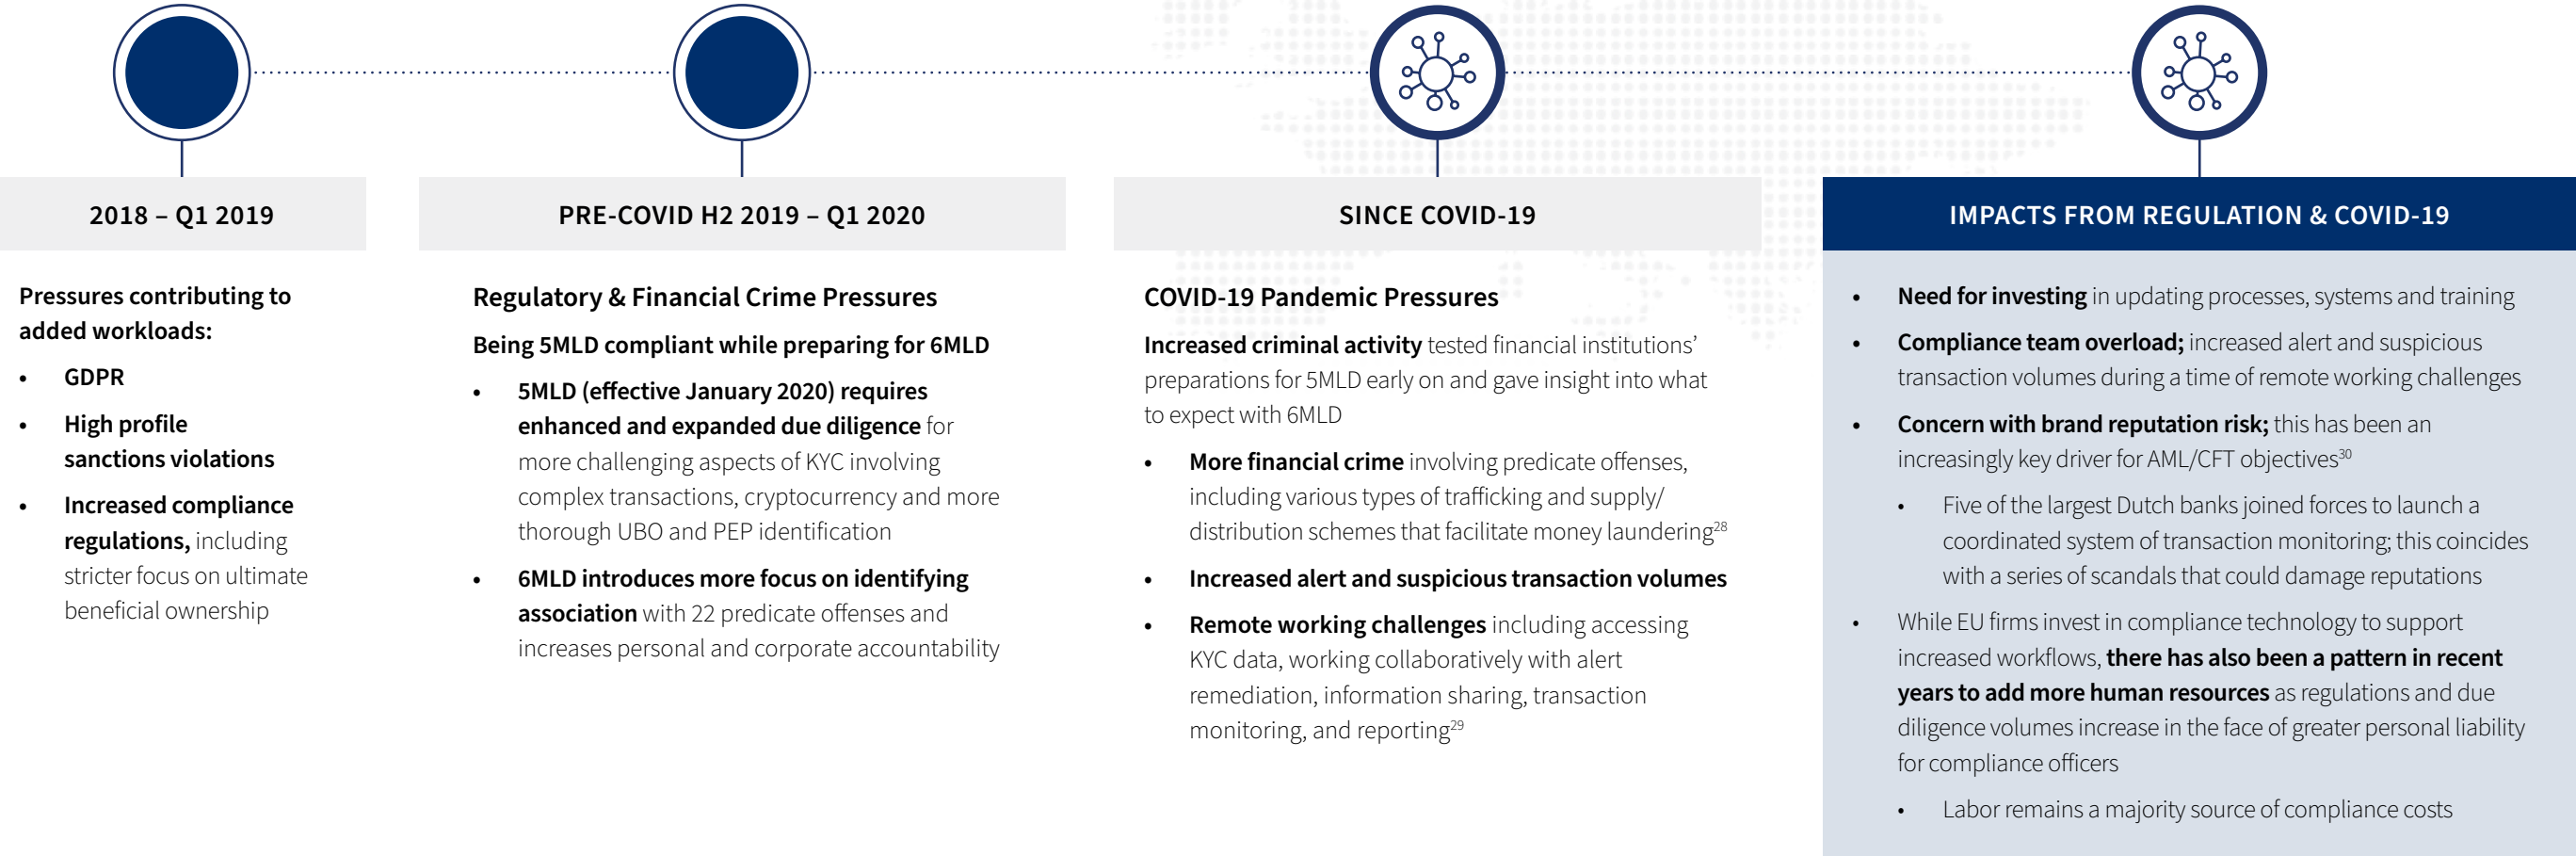 2018 – Q1 2019
Pressures contributing to
added workloads:
• GDPR
• High profile
sanctions violations
• Increased compliance
regulations, including
stricter focus on ultimate
beneficial ownership
PRE-COVID H2 2019 – Q1 2020
Regulatory & Financial Crime Pressures
Being 5MLD compliant while preparing for 6MLD
• 5MLD (effective January 2020) requires
enhanced and expanded due diligence for
more challenging aspects of KYC involving
complex transactions, cryptocurrency and more
thorough UBO and PEP identification
• 6MLD introduces more focus on identifying
association with 22 predicate offenses and
increases personal and corporate accountability
SINCE COVID-19
COVID-19 Pandemic Pressures
Increased criminal activity tested financial institutions’
preparations for 5MLD early on and gave insight into what
to expect with 6MLD
• More financial crime involving predicate offenses,
including various types of trafficking and supply/
distribution schemes that facilitate money laundering28
• Increased alert and suspicious transaction volumes
• Remote working challenges including accessing
KYC data, working collaboratively with alert
remediation, information sharing, transaction
monitoring, and reporting29
IMPACTS FROM REGULATION & COVID-19
• Need for investing in updating processes, systems and training
• Compliance team overload; increased alert and suspicious
transaction volumes during a time of remote working challenges
• Concern with brand reputation risk; this has been an
increasingly key driver for AML/CFT objectives30
• Five of the largest Dutch banks joined forces to launch a
coordinated system of transaction monitoring; this coincides
with a series of scandals that could damage reputations
• While EU firms invest in compliance technology to support
increased workflows, there has also been a pattern in recent
years to add more human resources as regulations and due
diligence volumes increase in the face of greater personal liability
for compliance officers
• Labor remains a majority source of compliance costs